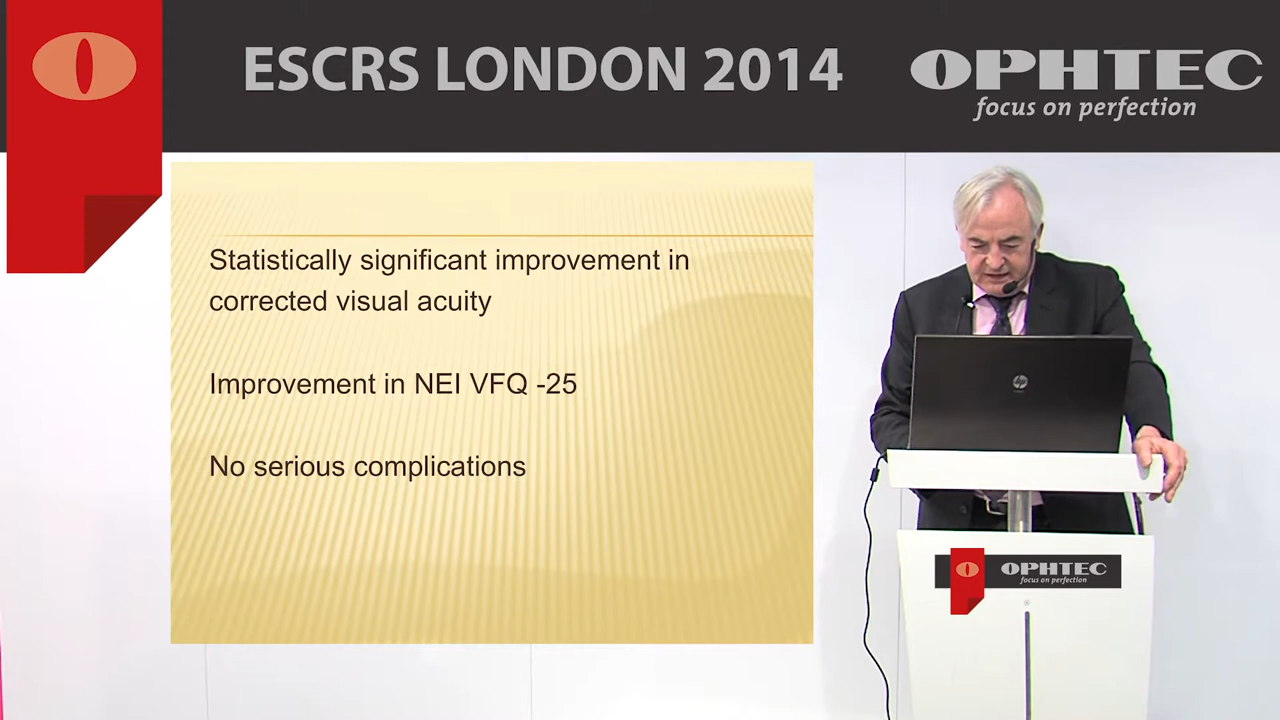 ESCRS LONDON 2014
OPHTEC
focus on perfection
Statistically significant improvement in
corrected visual acuity
Improvement in NEI VFQ -25
No serious complications
hp
OPHTEC
focus on perfection